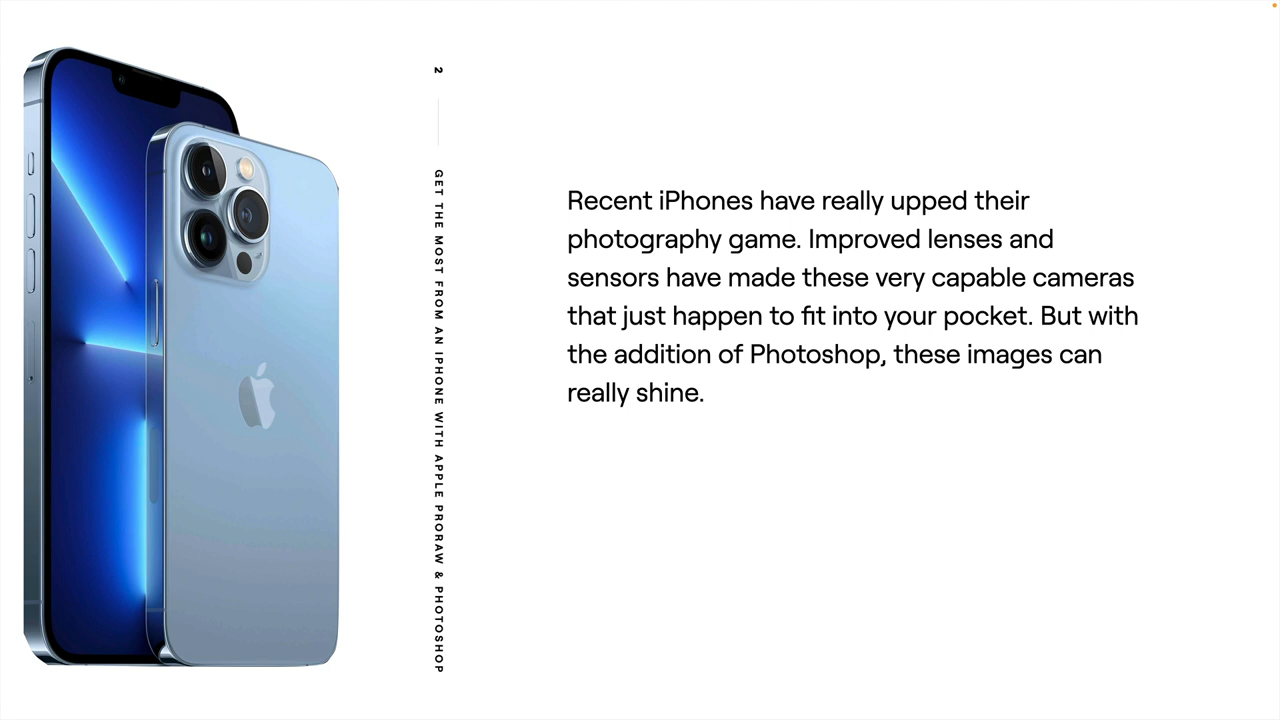 2
GET THE MOST FROM AN IPHONE WITH APPLE PRORAW & PHOTOSHOP
Recent iPhones have really upped their
photography game. Improved lenses and
sensors have made these very capable cameras
that just happen to fit into your pocket. But with
the addition of Photoshop, these images can
really shine.